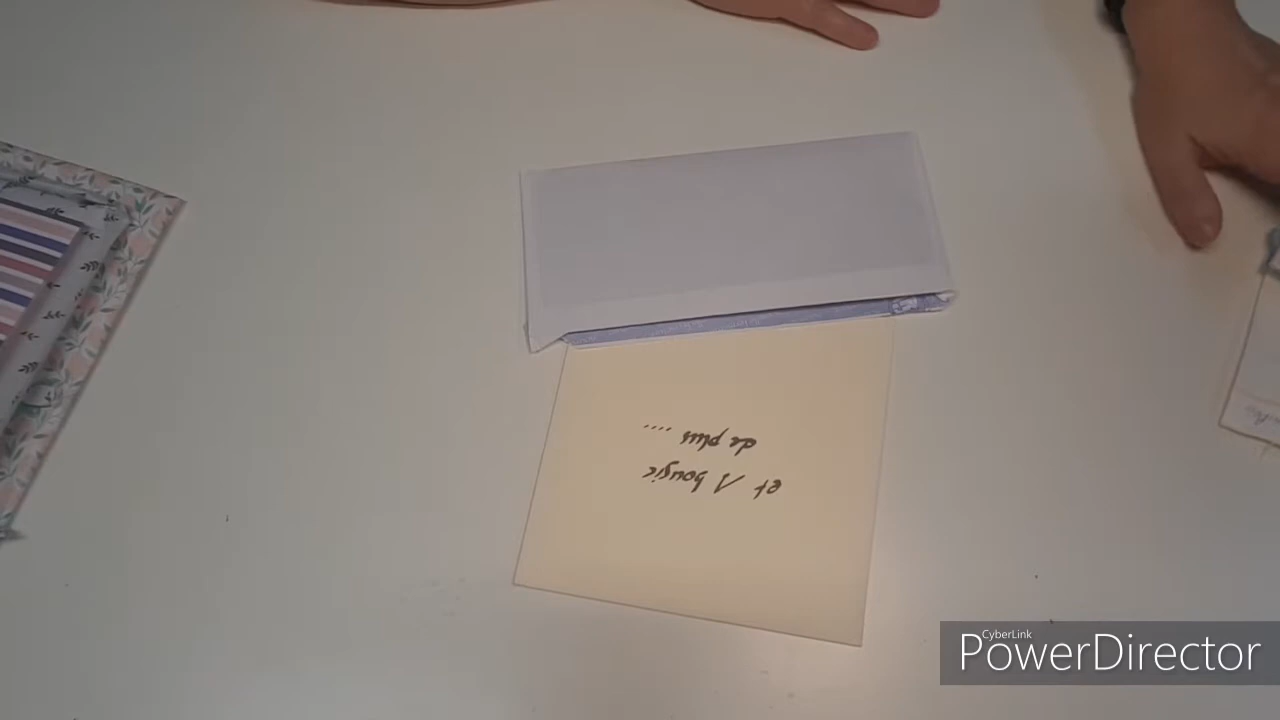 et 1 bougie
de plus .....
CyberLink
PowerDirector